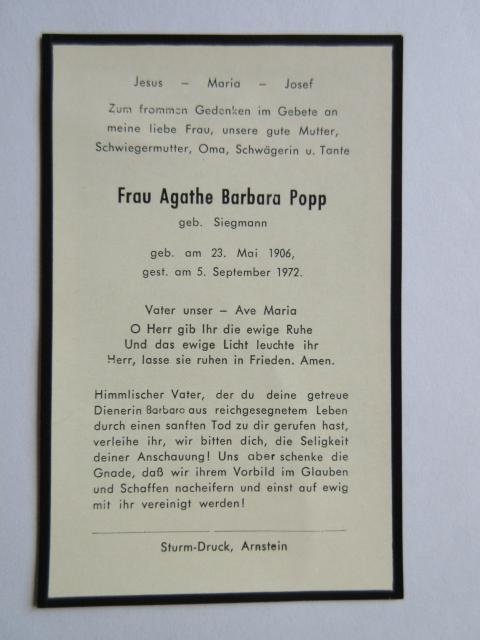 Jesus – Maria – Josef
Zum frommen Gedenken im Gebete an
meine liebe Frau, unsere gute Mutter,
Schwiegermutter, Oma, Schwägerin u. Tante
Frau Agathe Barbara Popp
geb. Siegmann
geb. am 23. Mai 1906,
gest. am 5. September 1972.
Vater unser – Ave Maria
O Herr gib Ihr die ewige Ruhe
Und das ewige Licht leuchte ihr
Herr, lasse sie ruhen in Frieden. Amen.
Himmlischer Vater, der du deine getreue
Dienerin Barbara aus reichgesegnetem Leben
durch einen sanften Tod zu dir gerufen hast,
verleihe ihr, wir bitten dich, die Seligkeit
deiner Anschauung! Uns aber schenke die
Gnade, daß wir ihrem Vorbild im Glauben
und Schaffen nacheifern und einst auf ewig
mit ihr vereinigt werden!
Sturm-Druck, Arnstein